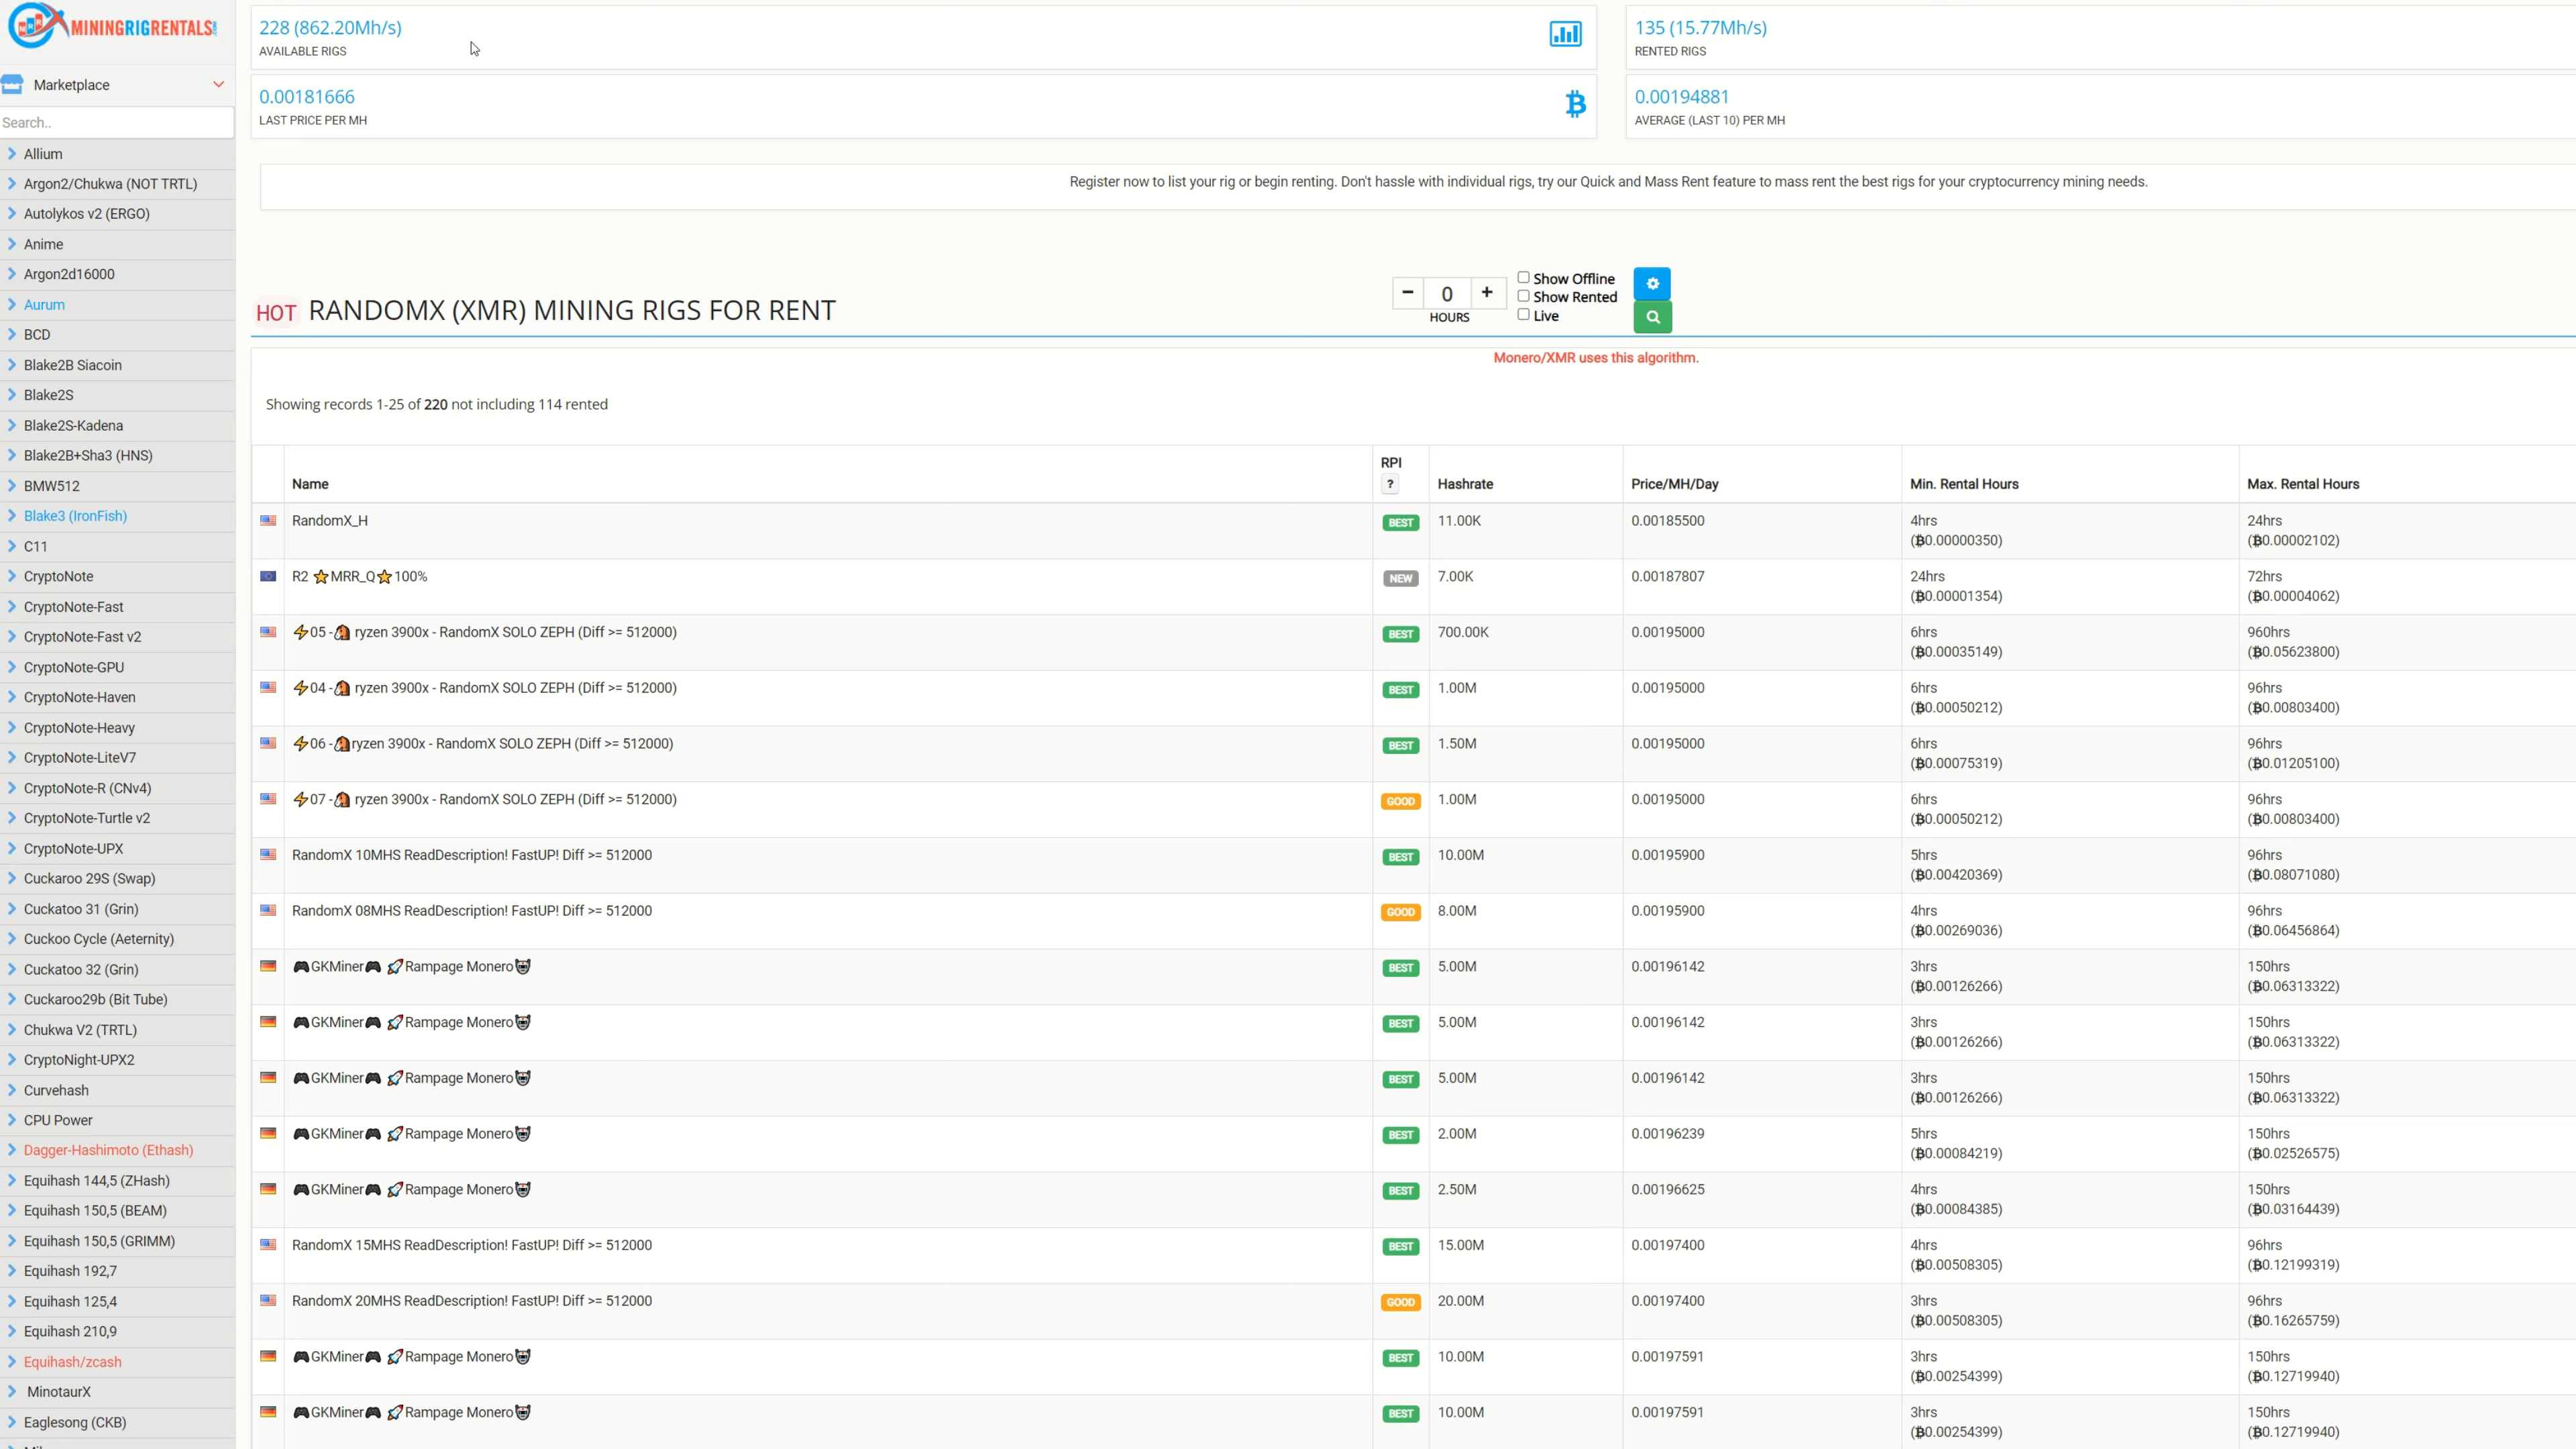 MININGRIGRENTALS
228 (862.20Mh/s)
AVAILABLE RIGS
135 (15.77Mh/s)
RENTED RIGS
0.00181666
LAST PRICE PER MH
0.00194881
AVERAGE (LAST 10) PER MH
Marketplace
Search..
Allium
Argon2/Chukwa (NOT TRTL)
Autolykos v2 (ERGO)
Anime
Argon2d16000
Aurum
BCD
Blake2B Siacoin
Blake2S
Blake2S-Kadena
Blake2B+Sha3 (HNS)
BMW512
Blake3 (IronFish)
C11
CryptoNote
CryptoNote-Fast
CryptoNote-Fast v2
CryptoNote-GPU
CryptoNote-Haven
CryptoNote-Heavy
CryptoNote-LiteV7
CryptoNote-R (CNv4)
CryptoNote-Turtle v2
CryptoNote-UPX
Cuckaroo 29S (Swap)
Cuckatoo 31 (Grin)
Cuckoo Cycle (Aeternity)
Cuckatoo 32 (Grin)
Cuckaroo29b (Bit Tube)
Chukwa V2 (TRTL)
CryptoNight-UPX2
Curvehash
CPU Power
Dagger-Hashimoto (Ethash)
Equihash 144,5 (ZHash)
Equihash 150,5 (BEAM)
Equihash 150,5 (GRIMM)
Equihash 192,7
Equihash 125,4
Equihash 210,9
Equihash/zcash
MinotaurX
Eaglesong (CKB)
Register now to list your rig or begin renting. Don't hassle with individual rigs, try our Quick and Mass Rent feature to mass rent the best rigs for your cryptocurrency mining needs.
HOT RANDOMX (XMR) MINING RIGS FOR RENT
− 0 +
HOURS
Show Offline
Show Rented
Live
Monero/XMR uses this algorithm.
Showing records 1-25 of 220 not including 114 rented
Name RPI ? Hashrate Price/MH/Day Min. Rental Hours Max. Rental Hours
RandomX_H BEST 11.00K 0.00185500 4hrs 24hrs
(₿0.00000350) (₿0.00002102)
R2 ⭐MRR_Q⭐100% NEW 7.00K 0.00187807 24hrs 72hrs
(₿0.00001354) (₿0.00004062)
⚡05 -🐴 ryzen 3900x - RandomX SOLO ZEPH (Diff >= 512000) BEST 700.00K 0.00195000 6hrs 960hrs
(₿0.00035149) (₿0.05623800)
⚡04 -🐴 ryzen 3900x - RandomX SOLO ZEPH (Diff >= 512000) BEST 1.00M 0.00195000 6hrs 96hrs
(₿0.00050212) (₿0.00803400)
⚡06 -🐴ryzen 3900x - RandomX SOLO ZEPH (Diff >= 512000) BEST 1.50M 0.00195000 6hrs 96hrs
(₿0.00075319) (₿0.01205100)
⚡07 -🐴 ryzen 3900x - RandomX SOLO ZEPH (Diff >= 512000) GOOD 1.00M 0.00195000 6hrs 96hrs
(₿0.00050212) (₿0.00803400)
RandomX 10MHS ReadDescription! FastUP! Diff >= 512000 BEST 10.00M 0.00195900 5hrs 96hrs
(₿0.00420369) (₿0.08071080)
RandomX 08MHS ReadDescription! FastUP! Diff >= 512000 GOOD 8.00M 0.00195900 4hrs 96hrs
(₿0.00269036) (₿0.06456864)
🎮GKMiner🎮 🚀Rampage Monero🤘 BEST 5.00M 0.00196142 3hrs 150hrs
(₿0.00126266) (₿0.06313322)
🎮GKMiner🎮 🚀Rampage Monero🤘 BEST 5.00M 0.00196142 3hrs 150hrs
(₿0.00126266) (₿0.06313322)
🎮GKMiner🎮 🚀Rampage Monero🤘 BEST 5.00M 0.00196142 3hrs 150hrs
(₿0.00126266) (₿0.06313322)
🎮GKMiner🎮 🚀Rampage Monero🤘 BEST 2.00M 0.00196239 5hrs 150hrs
(₿0.00084219) (₿0.02526575)
🎮GKMiner🎮 🚀Rampage Monero🤘 BEST 2.50M 0.00196625 4hrs 150hrs
(₿0.00084385) (₿0.03164439)
RandomX 15MHS ReadDescription! FastUP! Diff >= 512000 BEST 15.00M 0.00197400 4hrs 96hrs
(₿0.00508305) (₿0.12199319)
RandomX 20MHS ReadDescription! FastUP! Diff >= 512000 GOOD 20.00M 0.00197400 3hrs 96hrs
(₿0.00508305) (₿0.16265759)
🎮GKMiner🎮 🚀Rampage Monero🤘 BEST 10.00M 0.00197591 3hrs 150hrs
(₿0.00254399) (₿0.12719940)
🎮GKMiner🎮 🚀Rampage Monero🤘 BEST 10.00M 0.00197591 3hrs 150hrs
(₿0.00254399) (₿0.12719940)